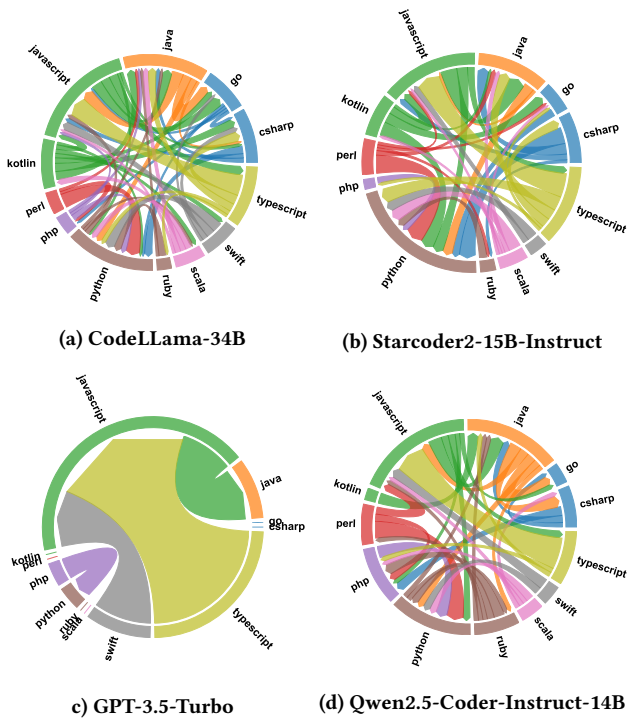 java
javascript
go
csharp
kotlin
perl
typescript
php
swift
python
ruby
scala
(a) CodeLLama-34B
java
javascript
go
kotlin
csharp
perl
php
typescript
python
swift
ruby
scala
(b) Starcoder2-15B-Instruct
javascript
java
go
csharp
kotlin
perl
php
python
ruby
scala
swift
typescript
c) GPT-3.5-Turbo
javascript
java
go
kotlin
csharp
perl
typescript
php
swift
python
ruby
scala
(d) Qwen2.5-Coder-Instruct-14B